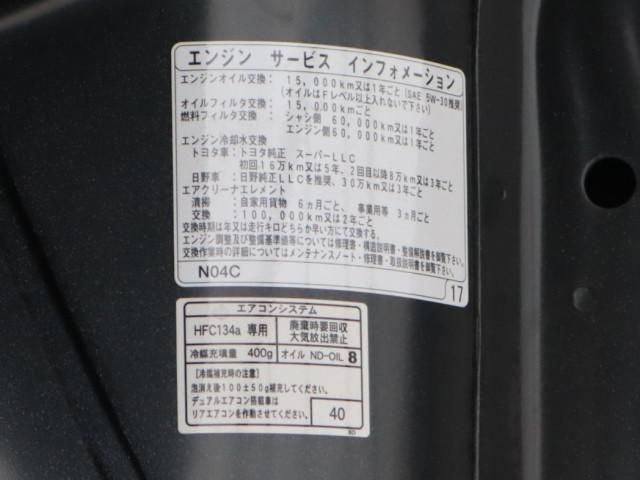 エンジン サービス インフォメーション
エンジンオイル交換: 15,000km又は1年ごと(SAE 5W-30推奨)
(オイルはFレベル以上入れないで下さい)
オイルフィルタ交換: 15,000kmごと
燃料フィルタ交換: シャシ側 60,000km又は1年ごと
エンジン側60,000km又は1年ごと
エンジン冷却水交換
トヨタ車: トヨタ純正 スーパーLLC
初回16万km又は5年、2回目以降8万km又は3年ごと
日野車: 日野純正LLCを推奨、30万km又は3年ごと
エアクリーナエレメント
清掃: 自家用貨物 6ヵ月ごと、 事業用等 3ヵ月ごと
交換: 100,000km又は2年ごと
交換時期は年又は走行キロどちらか早い方にて交換する。
エンジン調整及び整備基準値等については修理書・構造説明書・整備解説書を御覧下さい。
交換作業時の詳細についてはメンテナンスノート・修理書・取扱説明書を御覧下さい。
N04C
17
エアコンシステム
HFC134a 専用
廃棄時要回収
大気放出禁止
冷媒充填量 400g オイル ND-OIL 8
[冷媒補充時の注意]
泡消え後100±50g補充してください。
デュアルエアコン搭載車は
リアエアコンを作動させてください。
40